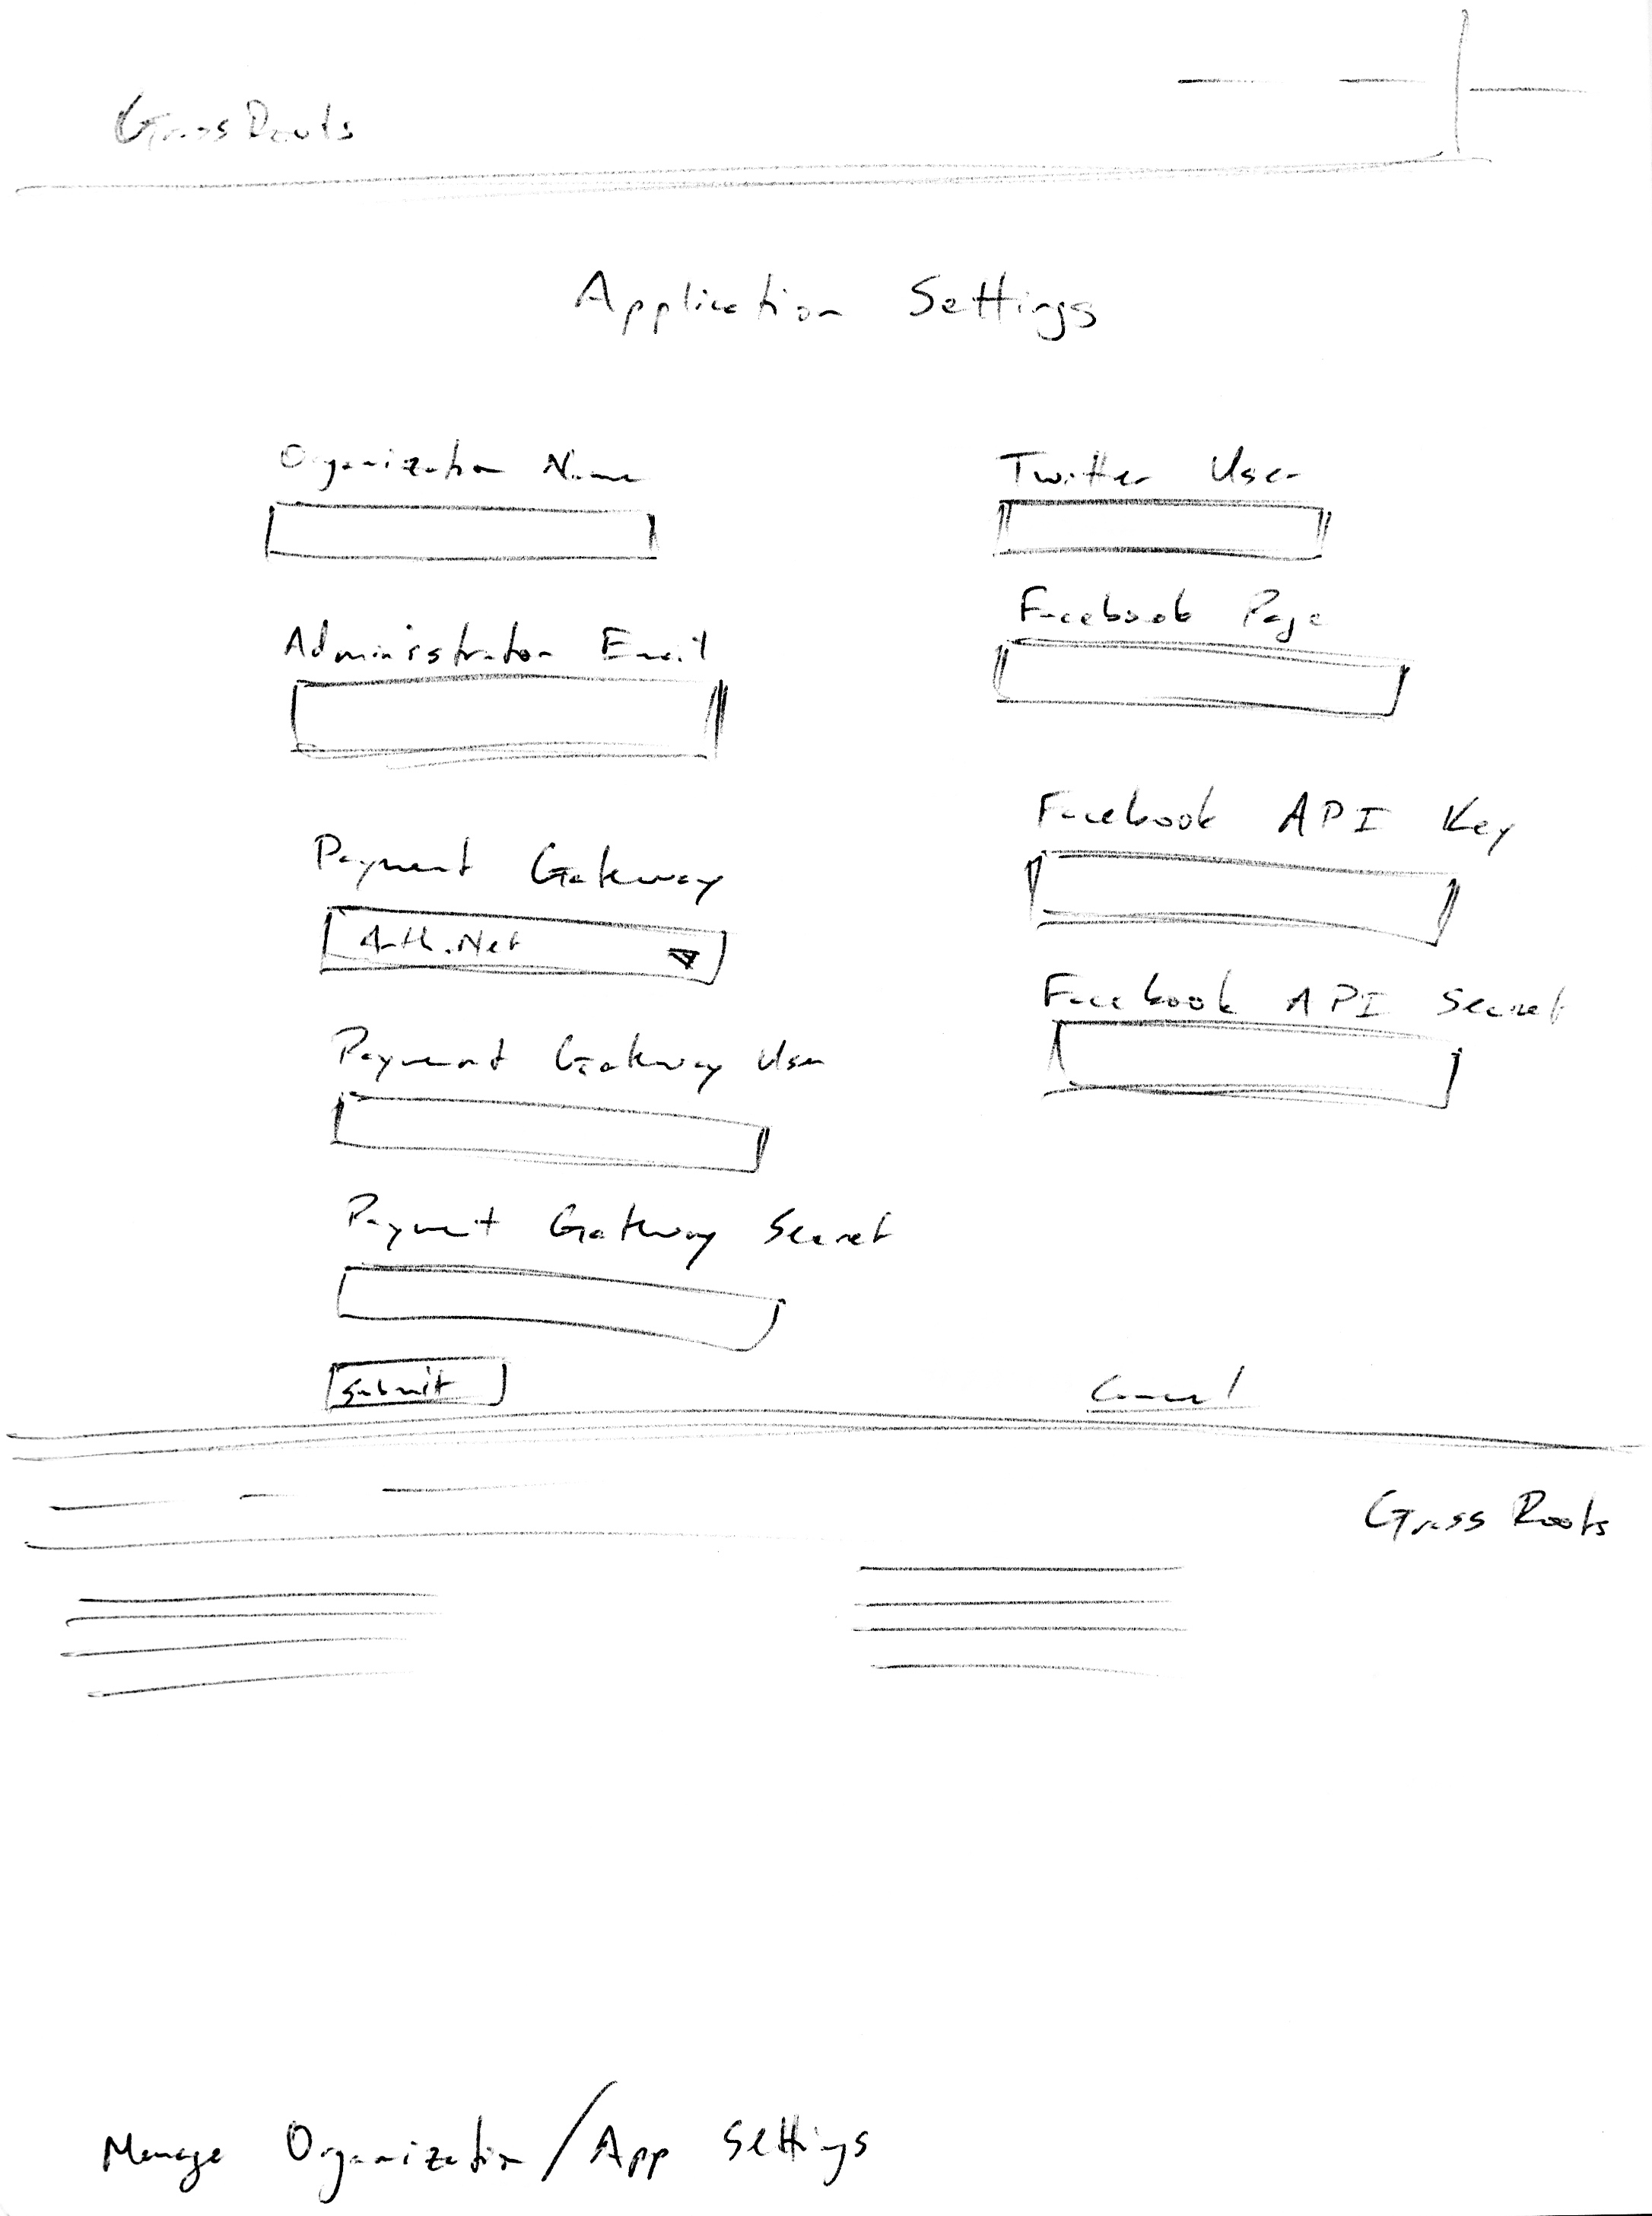 Grass Roots
Application Settings
Organization Name
Administrator Email
Payment Gateway
Auth.Net
Payment Gateway User
Payment Gateway Secret
Submit
Twitter User
Facebook Page
Facebook API Key
Facebook API Secret
Cancel
Grass Roots
Manage Organization/App Settings